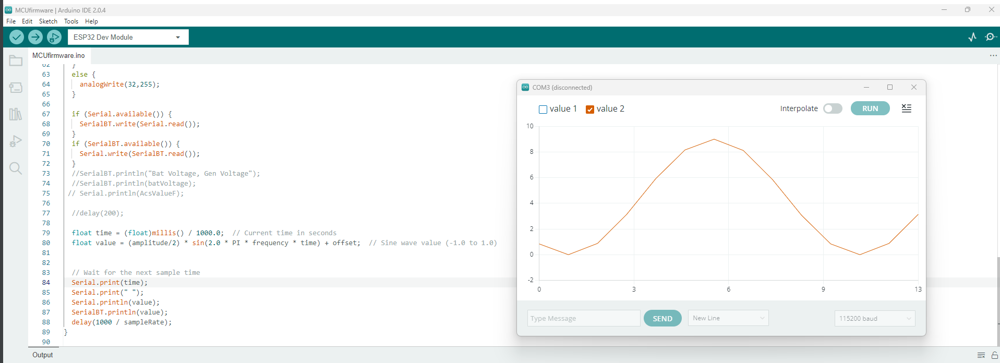 MCUfirmware | Arduino IDE 2.0.4
File Edit Sketch Tools Help
ESP32 Dev Module
MCUfirmware.ino
62 }
63 else {
64 analogWrite(32,255);
65 }
66
67 if (Serial.available()) {
68 SerialBT.write(Serial.read());
69 }
70 if (SerialBT.available()) {
71 Serial.write(SerialBT.read());
72 }
73 //SerialBT.println("Bat Voltage, Gen Voltage");
74 //SerialBT.println(batVoltage);
75 // Serial.println(AcsValueF);
76
77 //delay(200);
78
79 float time = (float)millis() / 1000.0; // Current time in seconds
80 float value = (amplitude/2) * sin(2.0 * PI * frequency * time) + offset; // Sine wave value (-1.0 to 1.0)
81
82
83 // Wait for the next sample time
84 Serial.print(time);
85 Serial.print(" ");
86 Serial.println(value);
87 SerialBT.println(value);
88 delay(1000 / sampleRate);
89 }
90
Output
COM3 (disconnected)
value 1 value 2 Interpolate RUN
10
8
6
4
2
0
-2
0 3 6 9 13
Type Message SEND New Line 115200 baud